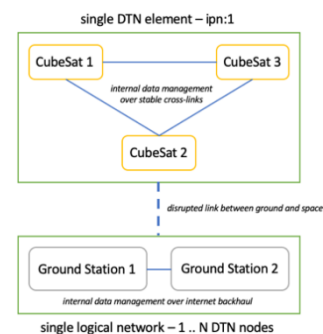 single DTN element – ipn:1
CubeSat 1
CubeSat 3
internal data management
over stable cross-links
CubeSat 2
disrupted link between ground and space
Ground Station 1
Ground Station 2
internal data management over internet backhaul
single logical network – 1 .. N DTN nodes